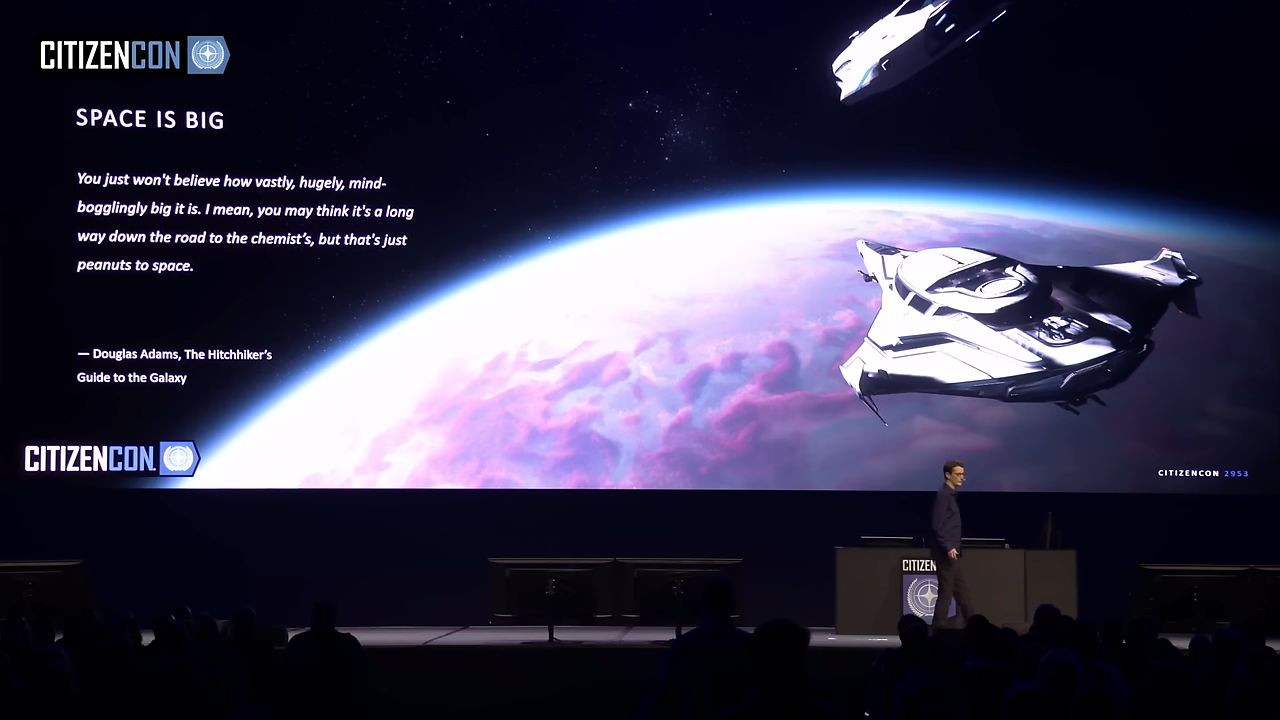 CITIZENCON
SPACE IS BIG
You just won't believe how vastly, hugely, mind-
bogglingly big it is. I mean, you may think it's a long
way down the road to the chemist’s, but that's just
peanuts to space.
— Douglas Adams, The Hitchhiker’s
Guide to the Galaxy
CITIZENCON
CITIZENCON 2953
CITIZEN